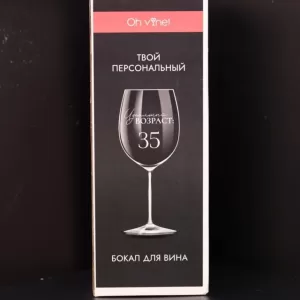 Oh vine!
ТВОЙ
ПЕРСОНАЛЬНЫЙ
ВОЗРАСТ:
35
БОКАЛ ДЛЯ ВИНА